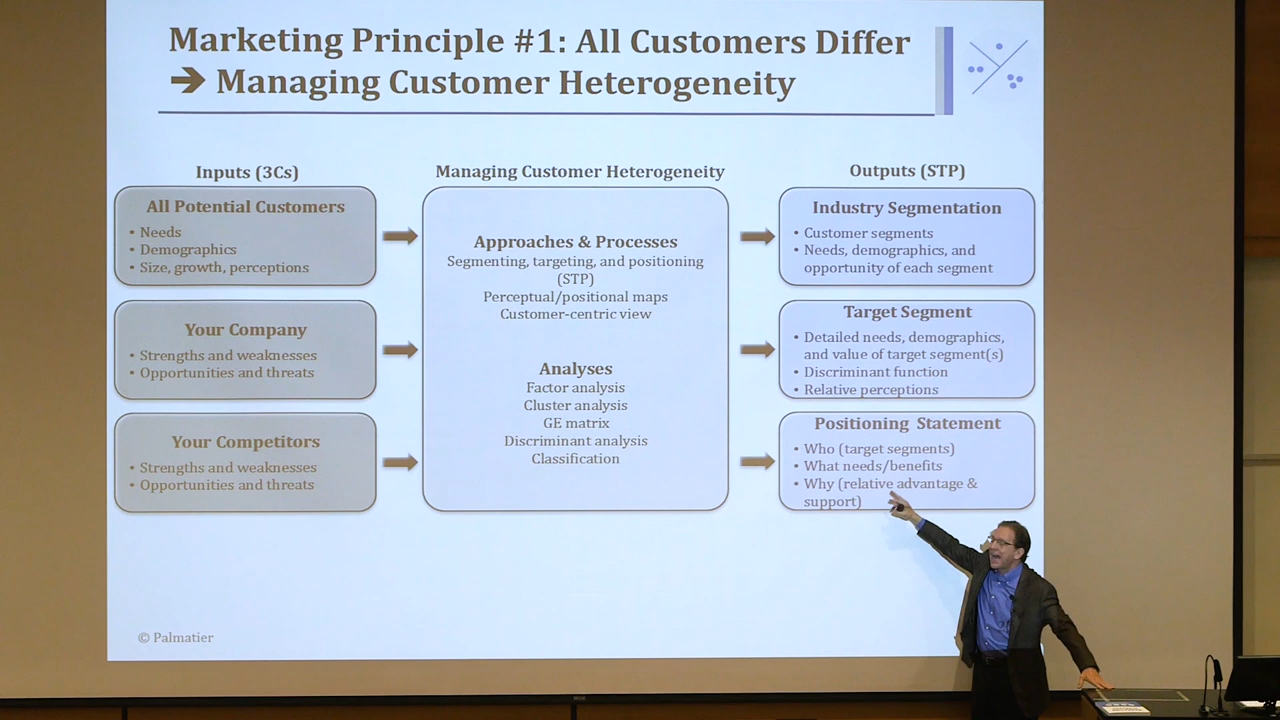 Marketing Principle #1: All Customers Differ
➔ Managing Customer Heterogeneity
Inputs (3Cs)
All Potential Customers
• Needs
• Demographics
• Size, growth, perceptions
Your Company
• Strengths and weaknesses
• Opportunities and threats
Your Competitors
• Strengths and weaknesses
• Opportunities and threats
Managing Customer Heterogeneity
Approaches & Processes
Segmenting, targeting, and positioning
(STP)
Perceptual/positional maps
Customer-centric view
Analyses
Factor analysis
Cluster analysis
GE matrix
Discriminant analysis
Classification
Outputs (STP)
Industry Segmentation
• Customer segments
• Needs, demographics, and
opportunity of each segment
Target Segment
• Detailed needs, demographics,
and value of target segment(s)
• Discriminant function
• Relative perceptions
Positioning Statement
• Who (target segments)
• What needs/benefits
• Why (relative advantage &
support)
© Palmatier